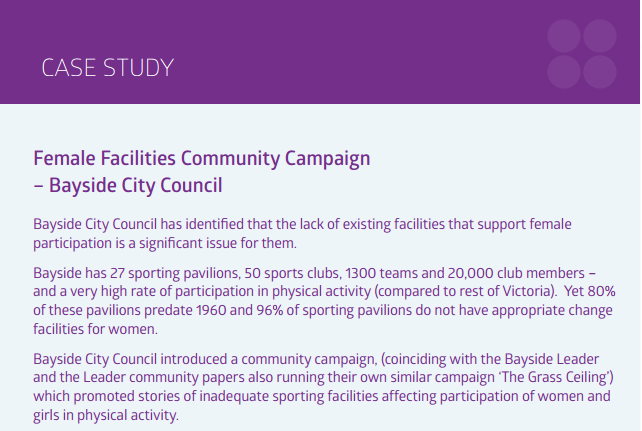 CASE STUDY
Female Facilities Community Campaign
– Bayside City Council
Bayside City Council has identified that the lack of existing facilities that support female
participation is a significant issue for them.
Bayside has 27 sporting pavilions, 50 sports clubs, 1300 teams and 20,000 club members –
and a very high rate of participation in physical activity (compared to rest of Victoria).  Yet 80%
of these pavilions predate 1960 and 96% of sporting pavilions do not have appropriate change
facilities for women.
Bayside City Council introduced a community campaign, (coinciding with the Bayside Leader
and the Leader community papers also running their own similar campaign ‘The Grass Ceiling’)
which promoted stories of inadequate sporting facilities affecting participation of women and
girls in physical activity.